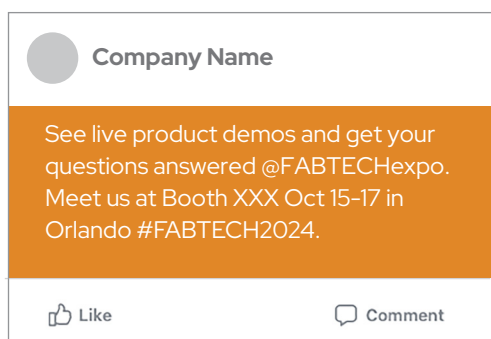 Company Name
See live product demos and get your
questions answered @FABTECHexpo.
Meet us at Booth XXX Oct 15-17 in
Orlando #FABTECH2024.
Like
Comment